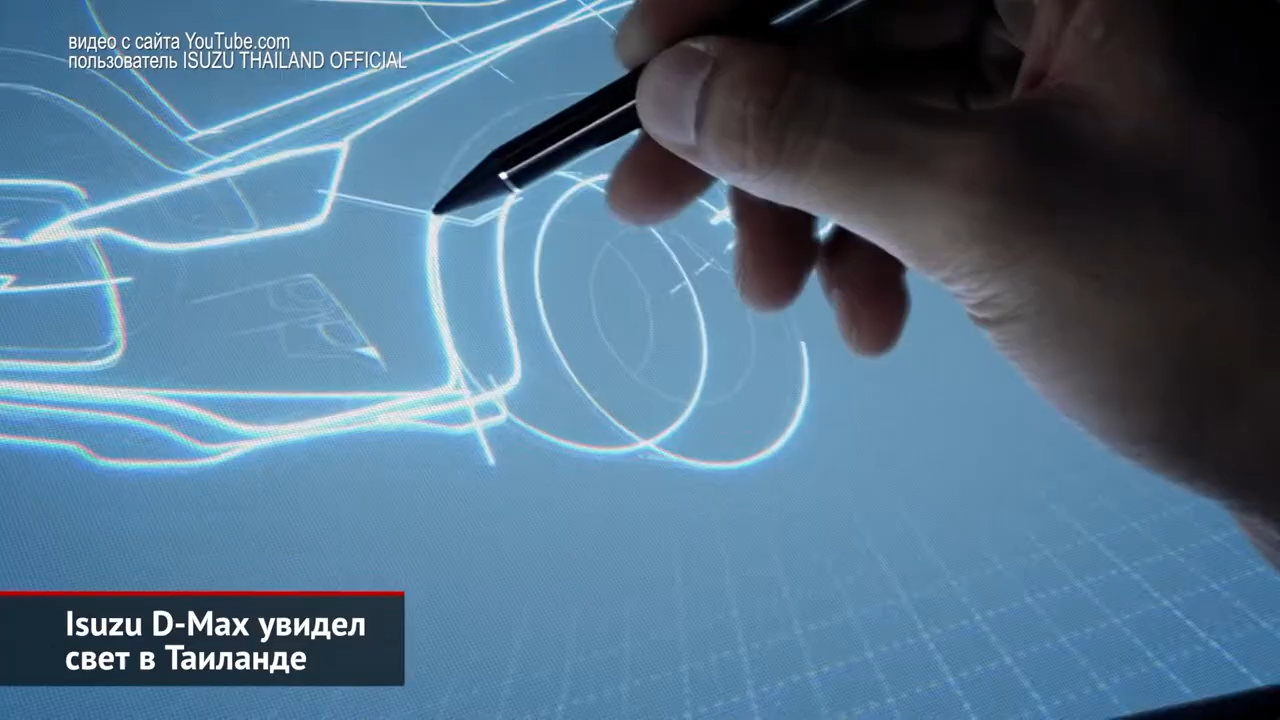 видео с сайта YouTube.com
пользователь ISUZU THAILAND OFFICIAL
Isuzu D-Max увидел
свет в Таиланде